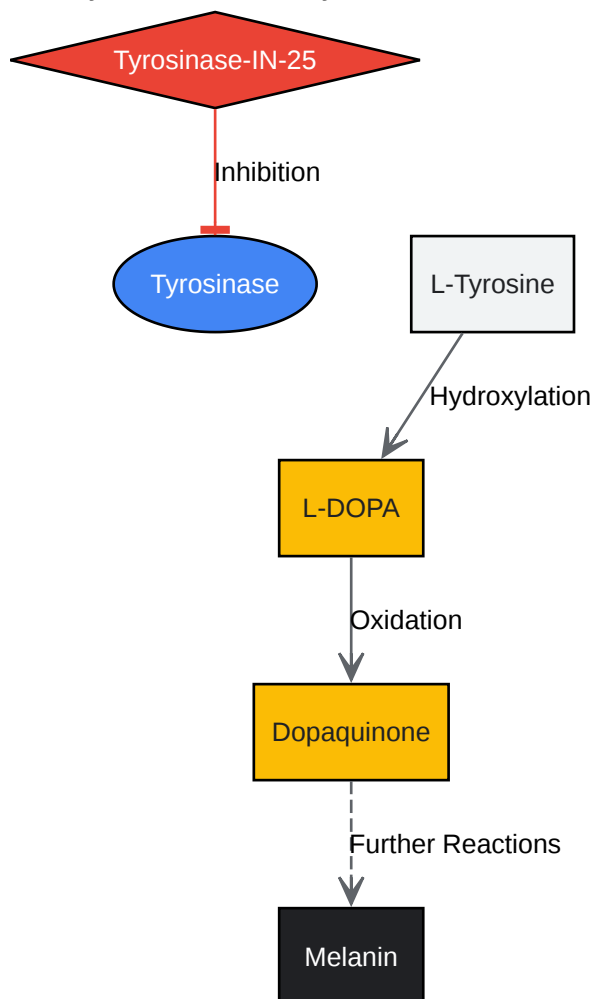 Tyrosinase-IN-25
Inhibition
Tyrosinase
L-Tyrosine
Hydroxylation
L-DOPA
Oxidation
Dopaquinone
Further Reactions
Melanin